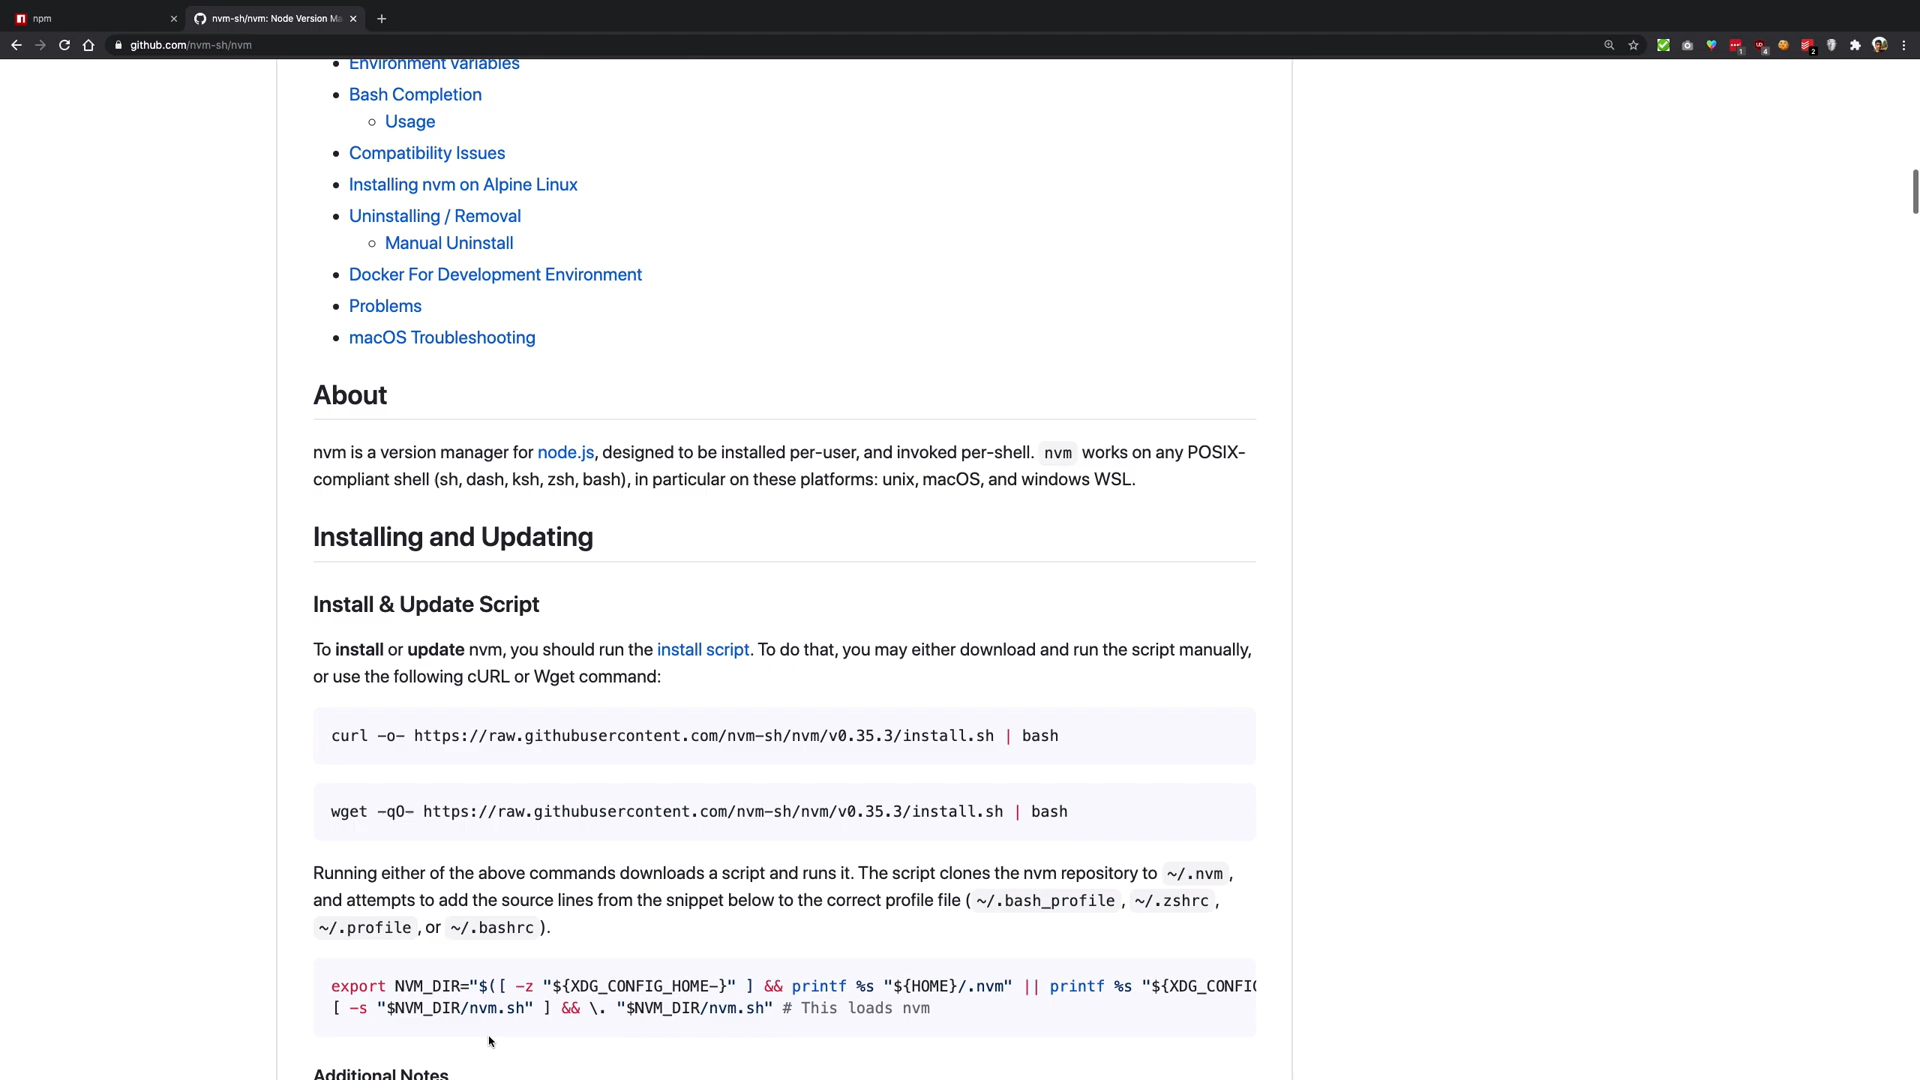 npm
nvm-sh/nvm: Node Version Ma
github.com/nvm-sh/nvm
Environment Variables
Bash Completion
Usage
Compatibility Issues
Installing nvm on Alpine Linux
Uninstalling / Removal
Manual Uninstall
Docker For Development Environment
Problems
macOS Troubleshooting
About
nvm is a version manager for node.js, designed to be installed per-user, and invoked per-shell. nvm works on any POSIX-
compliant shell (sh, dash, ksh, zsh, bash), in particular on these platforms: unix, macOS, and windows WSL.
Installing and Updating
Install & Update Script
To install or update nvm, you should run the install script. To do that, you may either download and run the script manually,
or use the following cURL or Wget command:
curl -o- https://raw.githubusercontent.com/nvm-sh/nvm/v0.35.3/install.sh | bash
wget -qO- https://raw.githubusercontent.com/nvm-sh/nvm/v0.35.3/install.sh | bash
Running either of the above commands downloads a script and runs it. The script clones the nvm repository to ~/.nvm,
and attempts to add the source lines from the snippet below to the correct profile file (~/.bash_profile, ~/.zshrc,
~/.profile, or ~/.bashrc).
export NVM_DIR="$([ -z "${XDG_CONFIG_HOME-}" ] && printf %s "${HOME}/.nvm" || printf %s "${XDG_CONFIG
[ -s "$NVM_DIR/nvm.sh" ] && \. "$NVM_DIR/nvm.sh" # This loads nvm
Additional Notes